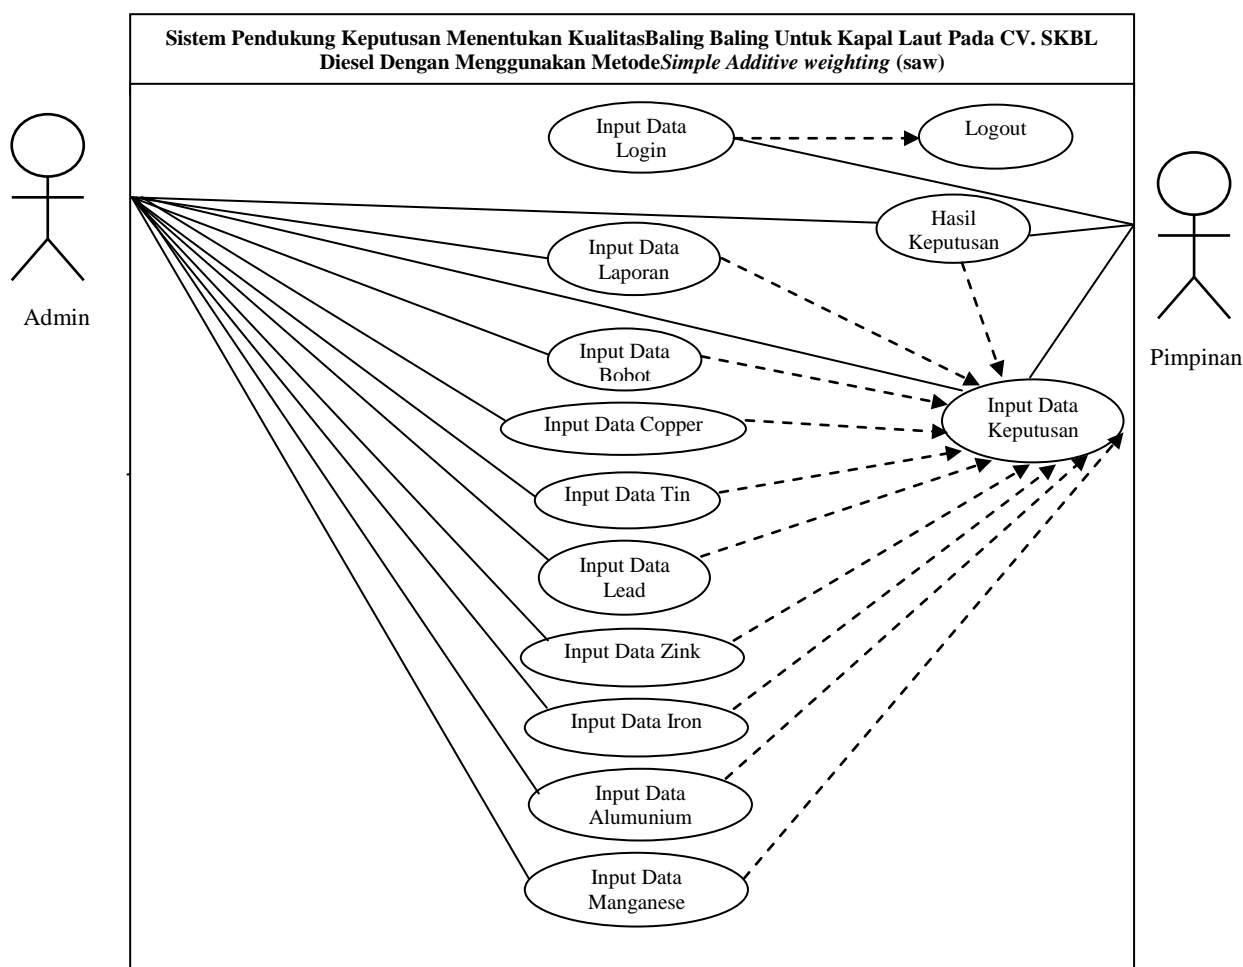 Sistem Pendukung Keputusan Menentukan KualitasBaling Baling Untuk Kapal Laut Pada CV. SKBL
Diesel Dengan Menggunakan MetodeSimple Additive weighting (saw)
Input Data
Login
Logout
Hasil
Keputusan
Input Data
Laporan
Admin
Pimpinan
Input Data
Bobot
Input Data
Keputusan
Input Data Copper
Input Data Tin
Input Data
Lead
Input Data Zink
Input Data Iron
Input Data
Alumunium
Input Data
Manganese